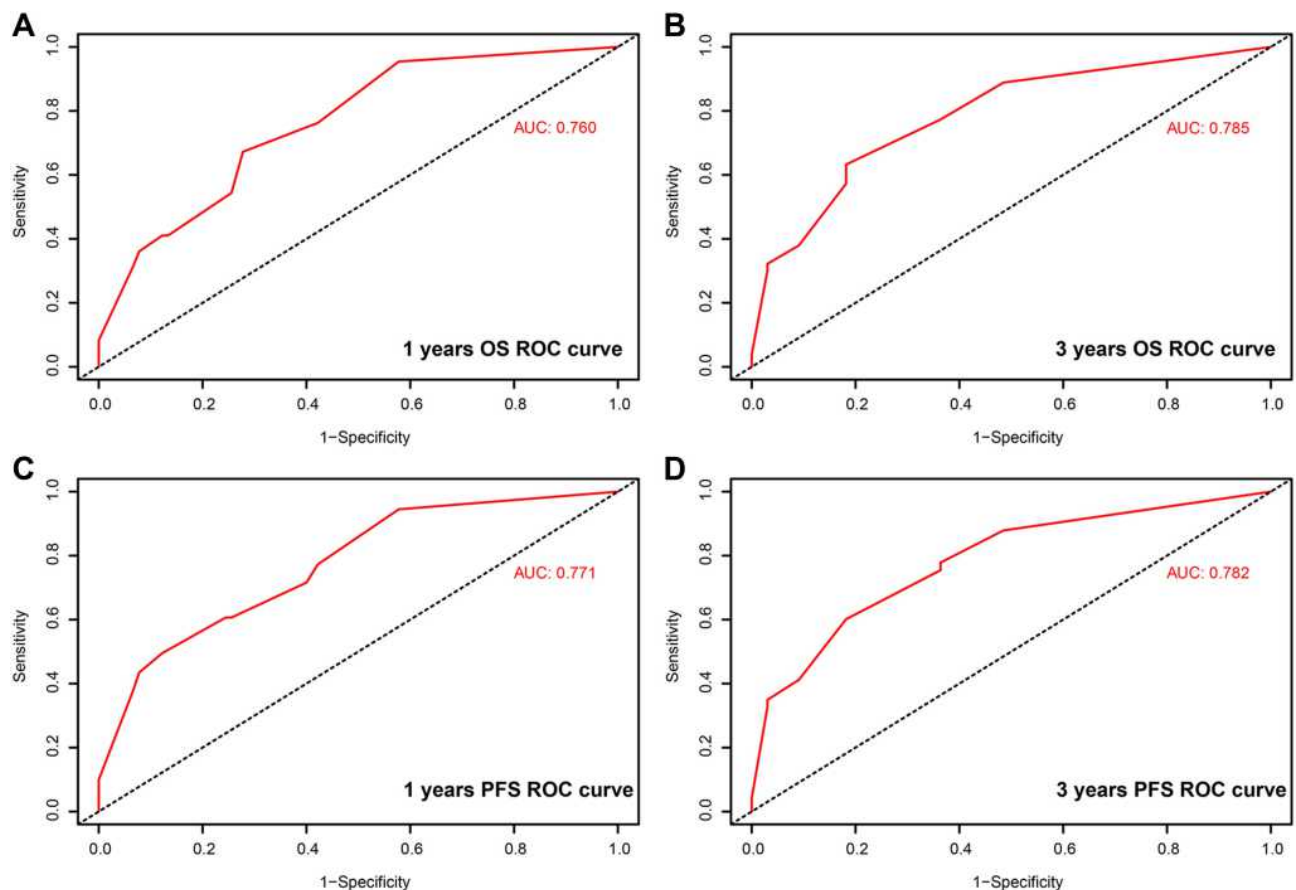 A
1.0
0.8
0.6
0.4
0.2
0.0
Sensitivity
AUC: 0.760
1 years OS ROC curve
0.0 0.2 0.4 0.6 0.8 1.0
1−Specificity
B
1.0
0.8
0.6
0.4
0.2
0.0
Sensitivity
AUC: 0.785
3 years OS ROC curve
0.0 0.2 0.4 0.6 0.8 1.0
1−Specificity
C
1.0
0.8
0.6
0.4
0.2
0.0
Sensitivity
AUC: 0.771
1 years PFS ROC curve
0.0 0.2 0.4 0.6 0.8 1.0
1−Specificity
D
1.0
0.8
0.6
0.4
0.2
0.0
Sensitivity
AUC: 0.782
3 years PFS ROC curve
0.0 0.2 0.4 0.6 0.8 1.0
1−Specificity